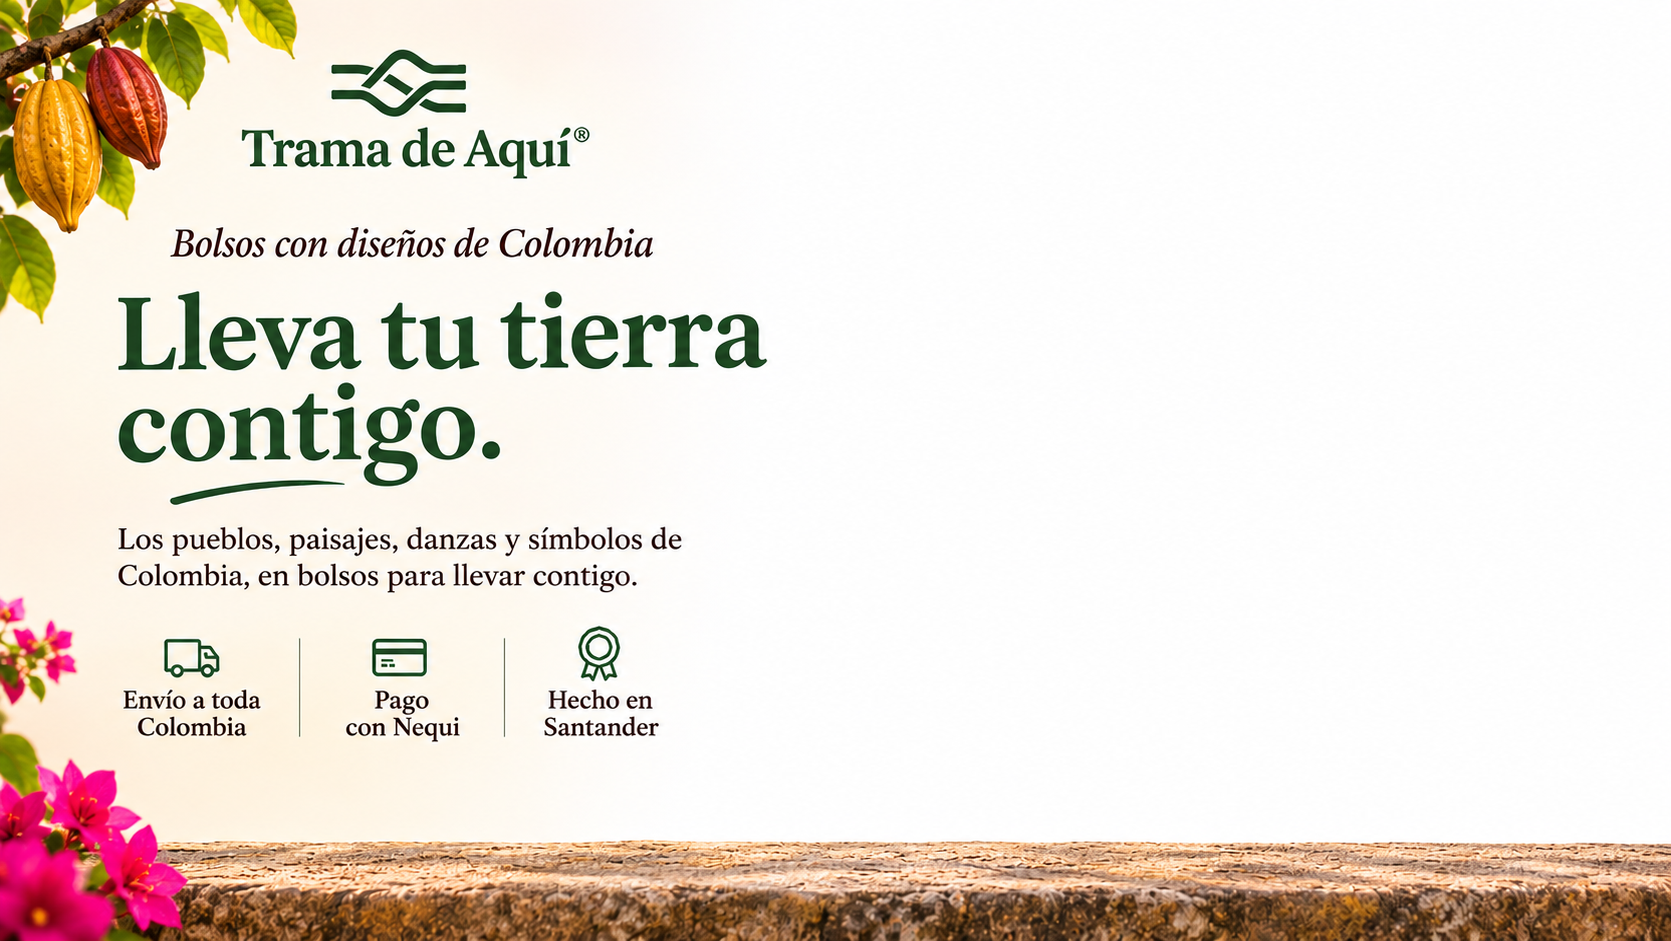 Trama de Aquí®
Bolsos con diseños de Colombia
Lleva tu tierra
contigo.
Los pueblos, paisajes, danzas y símbolos de
Colombia, en bolsos para llevar contigo.
Envío a toda
Colombia
Pago
con Nequi
Hecho en
Santander